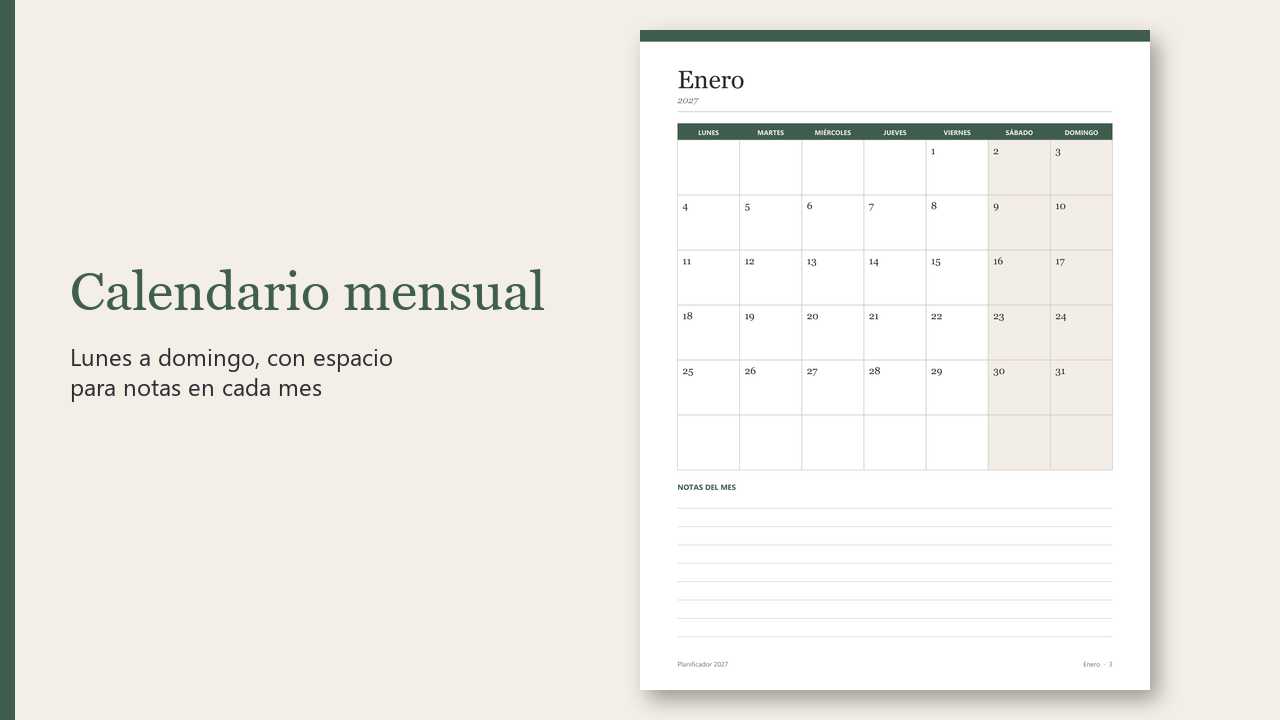 Calendario mensual
Lunes a domingo, con espacio
para notas en cada mes
Enero
2027
LUNES MARTES MIÉRCOLES JUEVES VIERNES SÁBADO DOMINGO
1 2 3
4 5 6 7 8 9 10
11 12 13 14 15 16 17
18 19 20 21 22 23 24
25 26 27 28 29 30 31
NOTAS DEL MES
Planificador 2027 Enero · 3